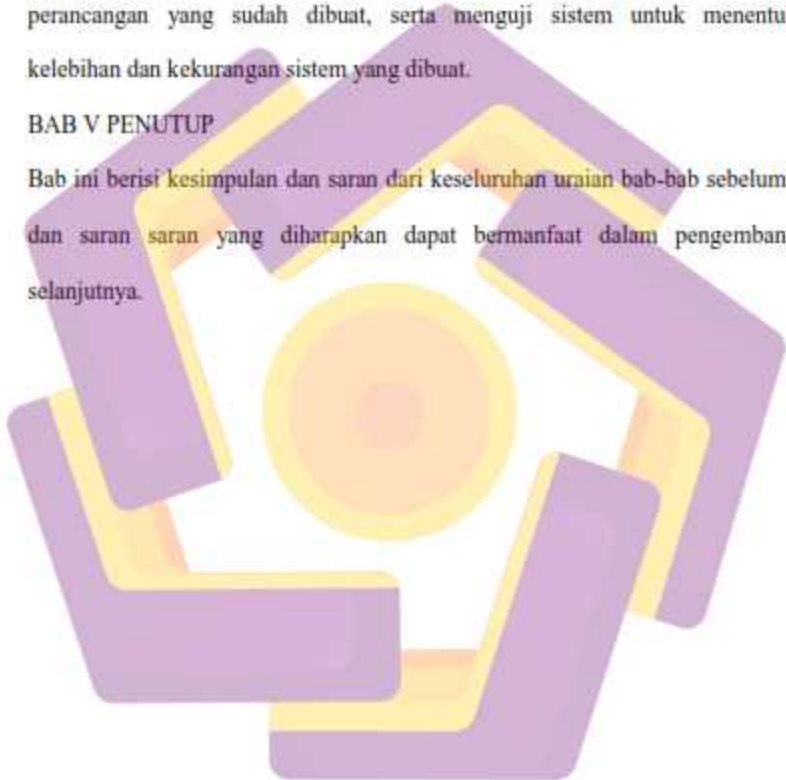 perancangan yang sudah dibuat, serta menguji sistem untuk menentu
kelebihan dan kekurangan sistem yang dibuat.
BAB V PENUTUP
Bab ini berisi kesimpulan dan saran dari keseluruhan uraian bab-bab sebelum
dan saran saran yang diharapkan dapat bermanfaat dalam pengemban
selanjutnya.